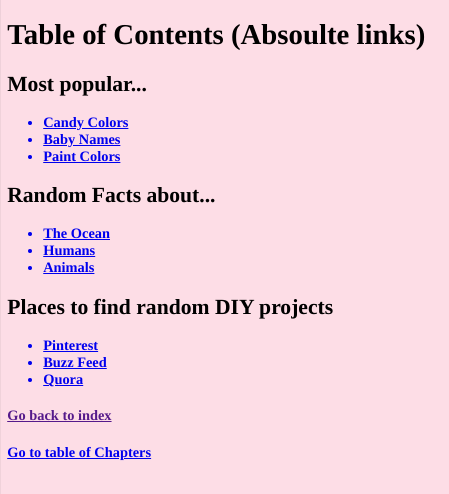 Table of Contents (Absoulte links)
Most popular...
Candy Colors
Baby Names
Paint Colors
Random Facts about...
The Ocean
Humans
Animals
Places to find random DIY projects
Pinterest
Buzz Feed
Quora
Go back to index
Go to table of Chapters